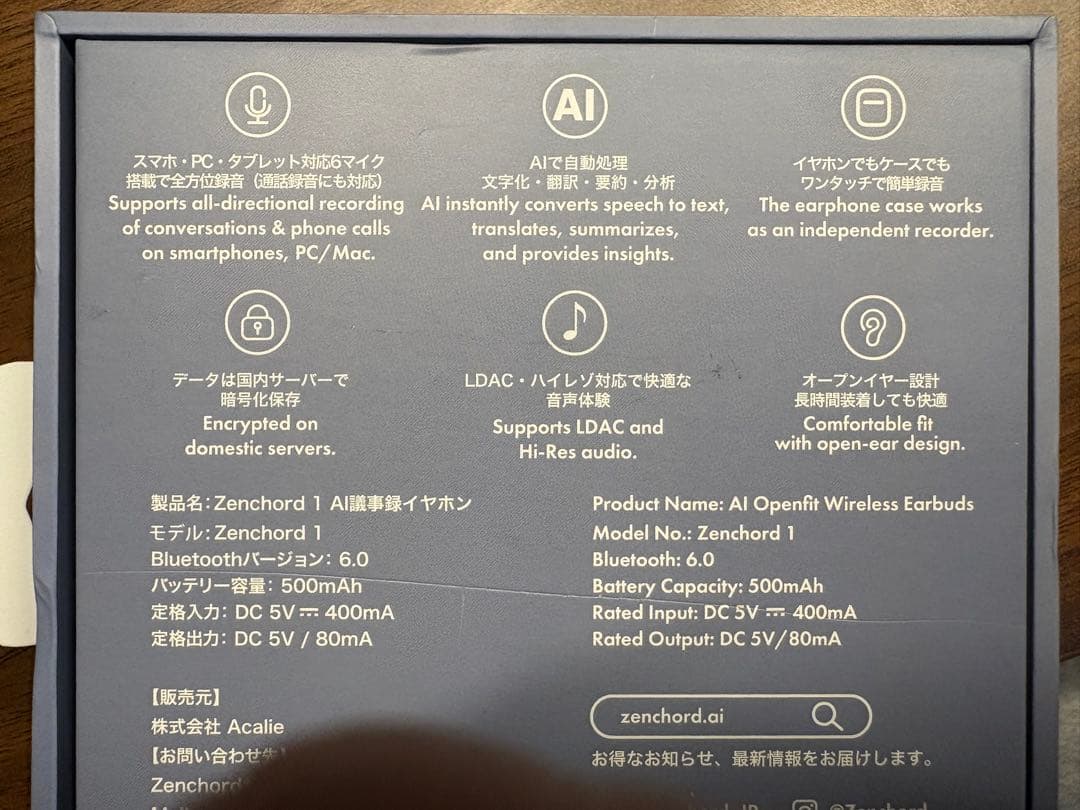 スマホ・PC・タブレット対応6マイク
搭載で全方位録音（通話録音にも対応）
Supports all-directional recording
of conversations & phone calls
on smartphones, PC/Mac.
AI
AIで自動処理
文字化・翻訳・要約・分析
AI instantly converts speech to text,
translates, summarizes,
and provides insights.
イヤホンでもケースでも
ワンタッチで簡単録音
The earphone case works
as an independent recorder.
データは国内サーバーで
暗号化保存
Encrypted on
domestic servers.
LDAC・ハイレゾ対応で快適な
音声体験
Supports LDAC and
Hi-Res audio.
オープンイヤー設計
長時間装着しても快適
Comfortable fit
with open-ear design.
製品名：Zenchord 1 AI議事録イヤホン
モデル：Zenchord 1
Bluetoothバージョン：6.0
バッテリー容量：500mAh
定格入力：DC 5V⎓400mA
定格出力：DC 5V / 80mA
Product Name: AI Openfit Wireless Earbuds
Model No.: Zenchord 1
Bluetooth: 6.0
Battery Capacity: 500mAh
Rated Input: DC 5V⎓400mA
Rated Output: DC 5V/80mA
【販売元】
株式会社 Acalie
【お問い合わせ先】
Zenchord
zenchord.ai
お得なお知らせ、最新情報をお届けします。
@Zenchord